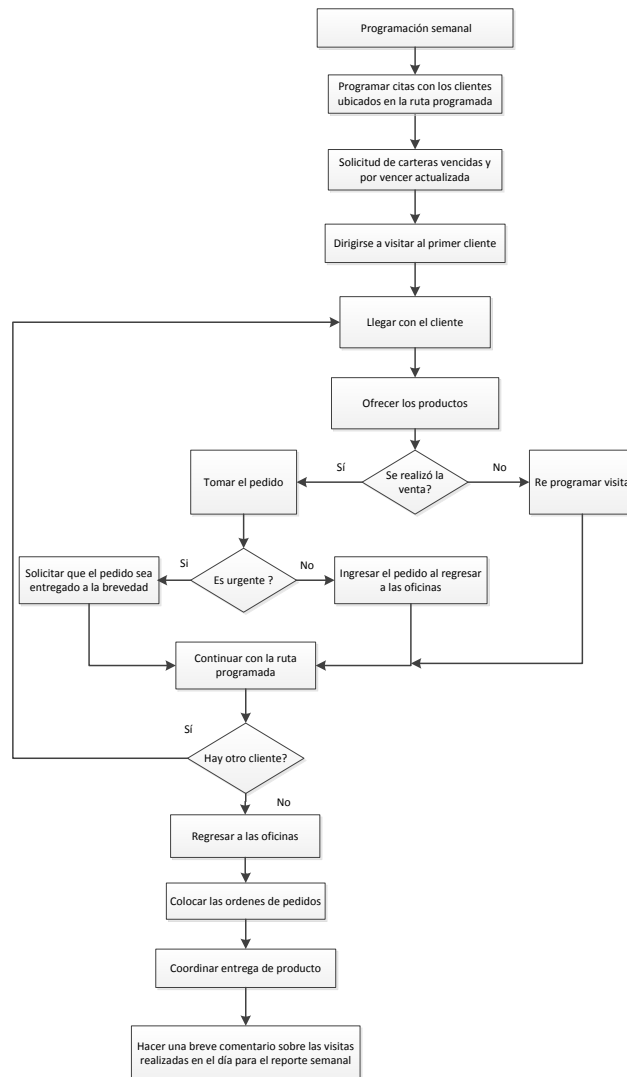 Programación semanal
Programar citas con los clientes
ubicados en la ruta programada
Solicitud de carteras vencidas y
por vencer actualizada
Dirigirse a visitar al primer cliente
Llegar con el cliente
Ofrecer los productos
Se realizó la
venta?
Sí
No
Tomar el pedido
Re programar visita
Es urgente ?
Si
No
Solicitar que el pedido sea
entregado a la brevedad
Ingresar el pedido al regresar
a las oficinas
Continuar con la ruta
programada
Sí
Hay otro cliente?
No
Regresar a las oficinas
Colocar las ordenes de pedidos
Coordinar entrega de producto
Hacer una breve comentario sobre las visitas
realizadas en el día para el reporte semanal